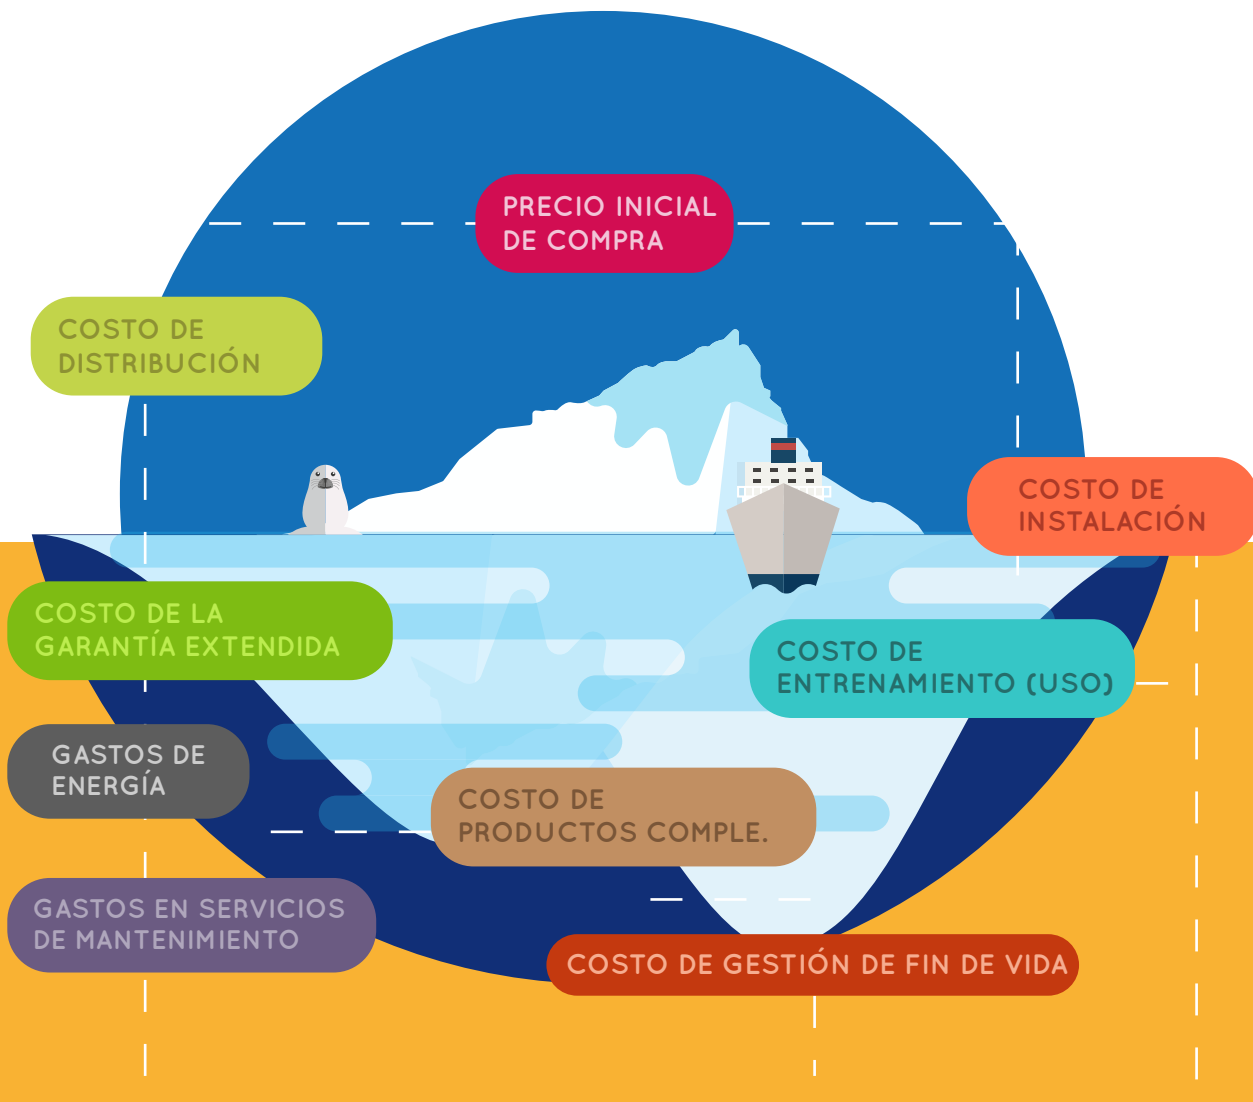 PRECIO INICIAL
DE COMPRA
COSTO DE
DISTRIBUCIÓN
COSTO DE
INSTALACIÓN
COSTO DE LA
GARANTÍA EXTENDIDA
COSTO DE
ENTRENAMIENTO (USO)
GASTOS DE
ENERGÍA
COSTO DE
PRODUCTOS COMPLE.
GASTOS EN SERVICIOS
DE MANTENIMIENTO
COSTO DE GESTIÓN DE FIN DE VIDA